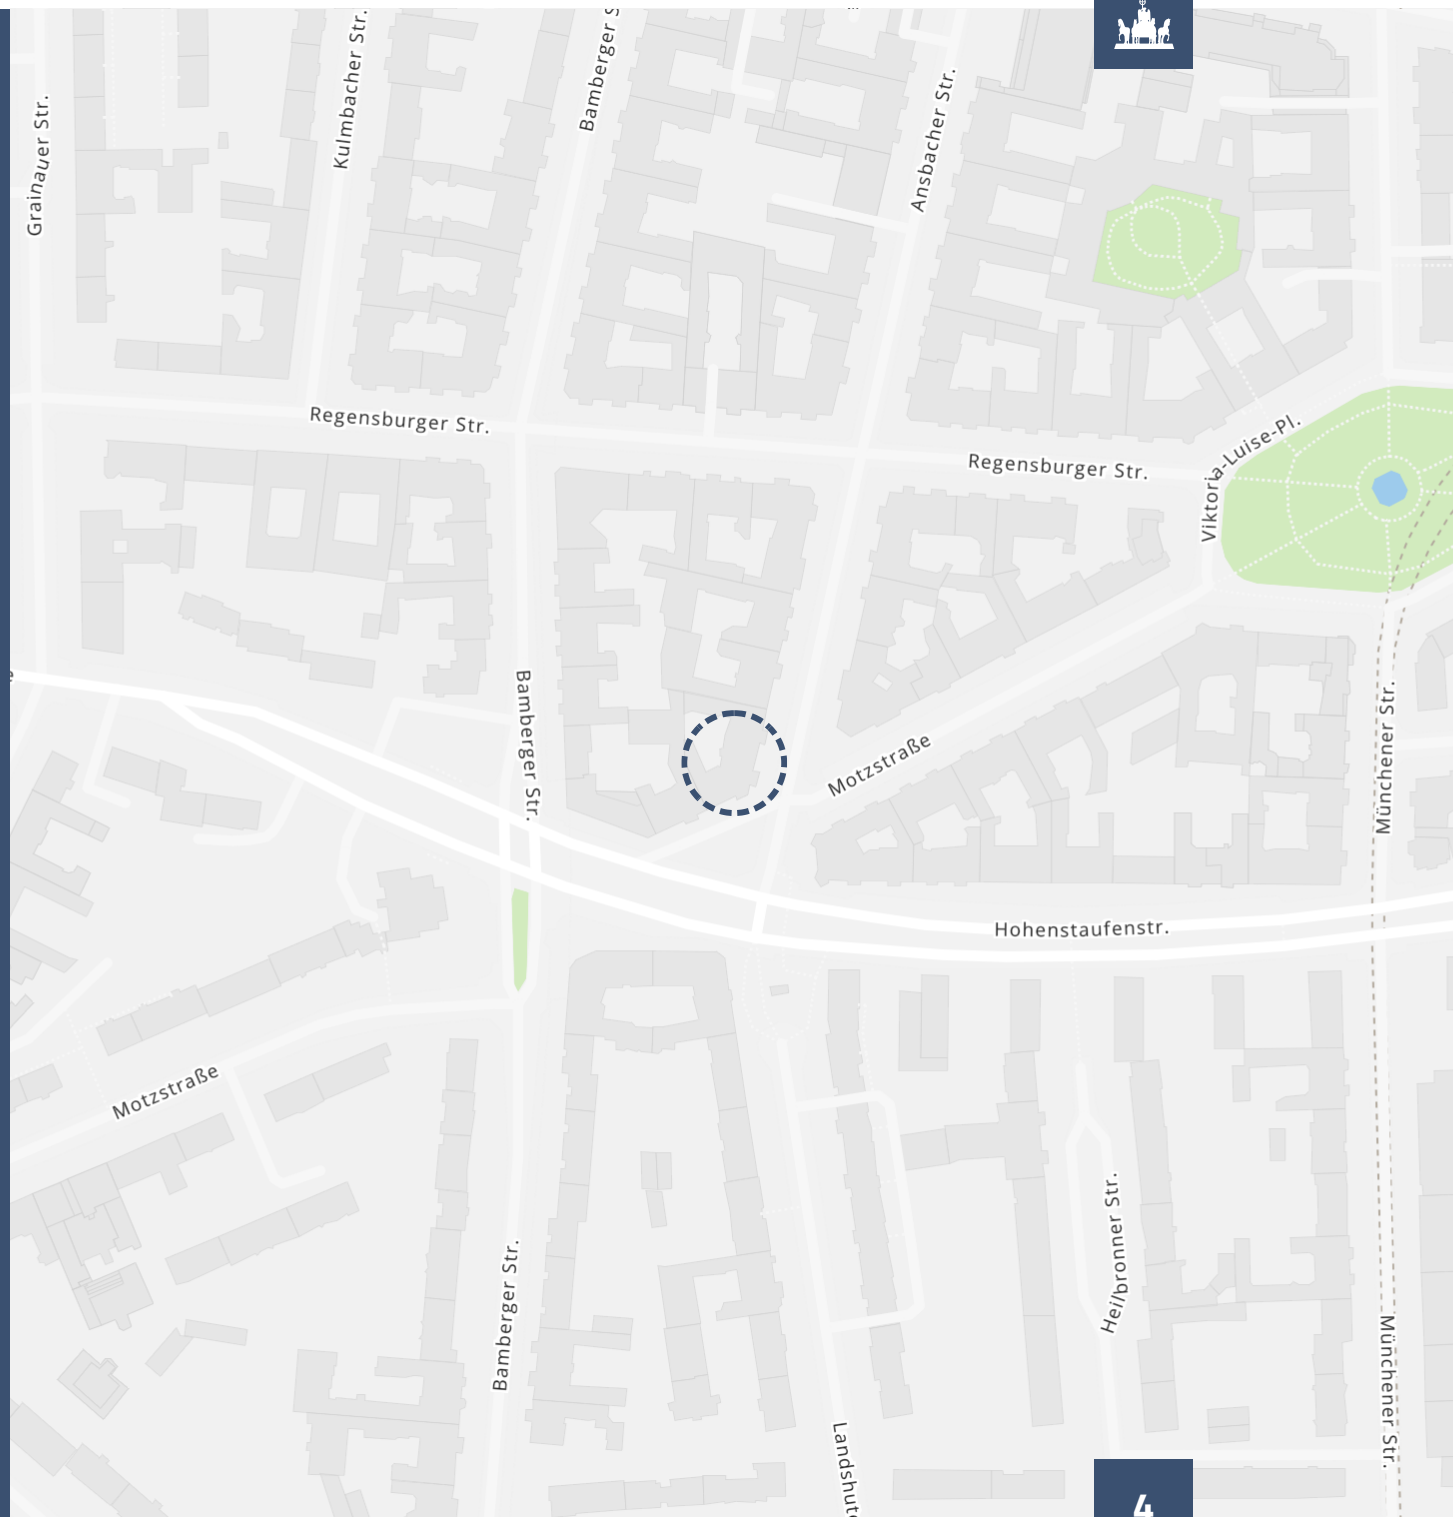 Grainauer Str.
Kulmbacher Str.
Bamberger S
Ansbacher Str.
Regensburger Str.
Regensburger Str.
Viktoria-Luise-Pl.
Bamberger Str.
Motzstraße
Münchener Str.
Hohenstaufenstr.
Motzstraße
Bamberger Str.
Heilbronner Str.
Münchener Str.
Landshute
4